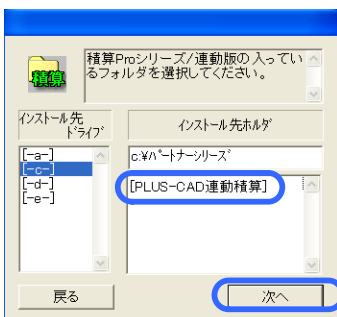 積算
積算Proシリーズ/連動版の入ってい
るフォルダを選択してください。
インストール先
ドライブ
インストール先ホルダ
[-a-]
[-c-]
[-d-]
[-e-]
c:¥パートナーシリーズ
[PLUS-CAD連動積算]
戻る
次へ